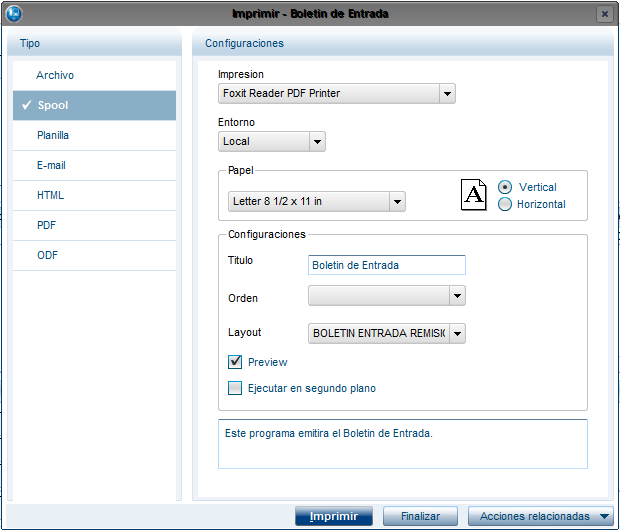 Imprimir - Boletin de Entrada
Tipo
Archivo
Spool
Planilla
E-mail
HTML
PDF
ODF
Configuraciones
Impresion
Foxit Reader PDF Printer
Entorno
Local
Papel
Letter 8 1/2 x 11 in
A
Vertical
Horizontal
Configuraciones
Titulo
Boletin de Entrada
Orden
Layout
BOLETIN ENTRADA REMISI
Preview
Ejecutar en segundo plano
Este programa emitira el Boletin de Entrada.
Imprimir
Finalizar
Acciones relacionadas